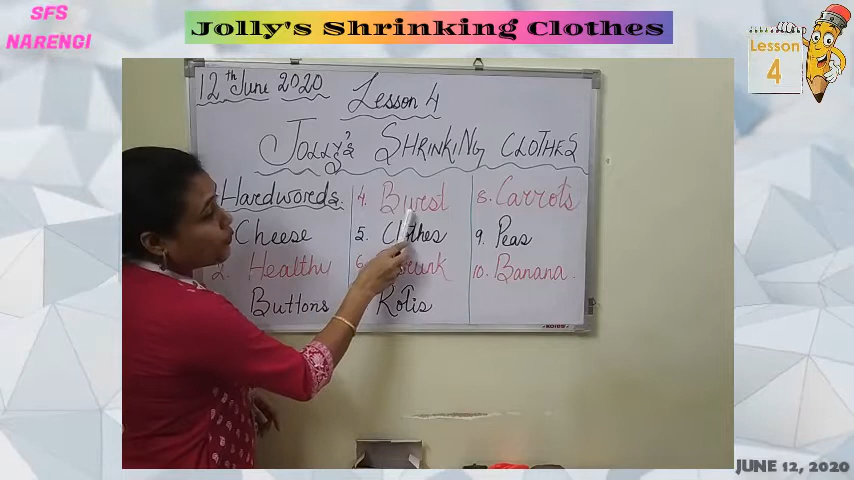 SFS
NARENGI
Jolly's Shrinking Clothes
Lesson
4
12th June 2020
Lesson 4
JOLLY'S SHRINKING CLOTHES
Hardwords.
Cheese
2. Healthy
Buttons
4. Burst
5. Clothes
6.
Rotis
8. Carrots
9. Peas
10. Banana.
JUNE 12, 2020